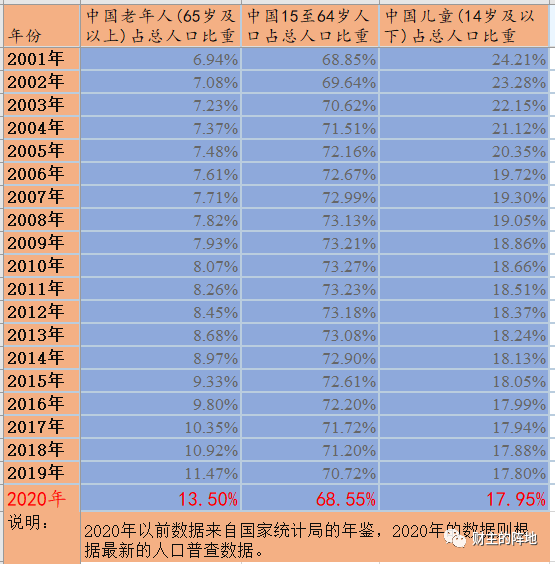 年份 中国老年人(65岁及以上)占总人口比重 中国15至64岁人口占总人口比重 中国儿童(14岁及以下)占总人口比重
2001年 6.94% 68.85% 24.21%
2002年 7.08% 69.64% 23.28%
2003年 7.23% 70.62% 22.15%
2004年 7.37% 71.51% 21.12%
2005年 7.48% 72.16% 20.35%
2006年 7.61% 72.67% 19.72%
2007年 7.71% 72.99% 19.30%
2008年 7.82% 73.13% 19.05%
2009年 7.93% 73.21% 18.86%
2010年 8.07% 73.27% 18.66%
2011年 8.26% 73.23% 18.51%
2012年 8.45% 73.18% 18.37%
2013年 8.68% 73.08% 18.24%
2014年 8.97% 72.90% 18.13%
2015年 9.33% 72.61% 18.05%
2016年 9.80% 72.20% 17.99%
2017年 10.35% 71.72% 17.94%
2018年 10.92% 71.20% 17.88%
2019年 11.47% 70.72% 17.80%
2020年 13.50% 68.55% 17.95%
说明:
2020年以前数据来自国家统计局的年鉴，2020年的数据则根
据最新的人口普查数据。
财主的阵地